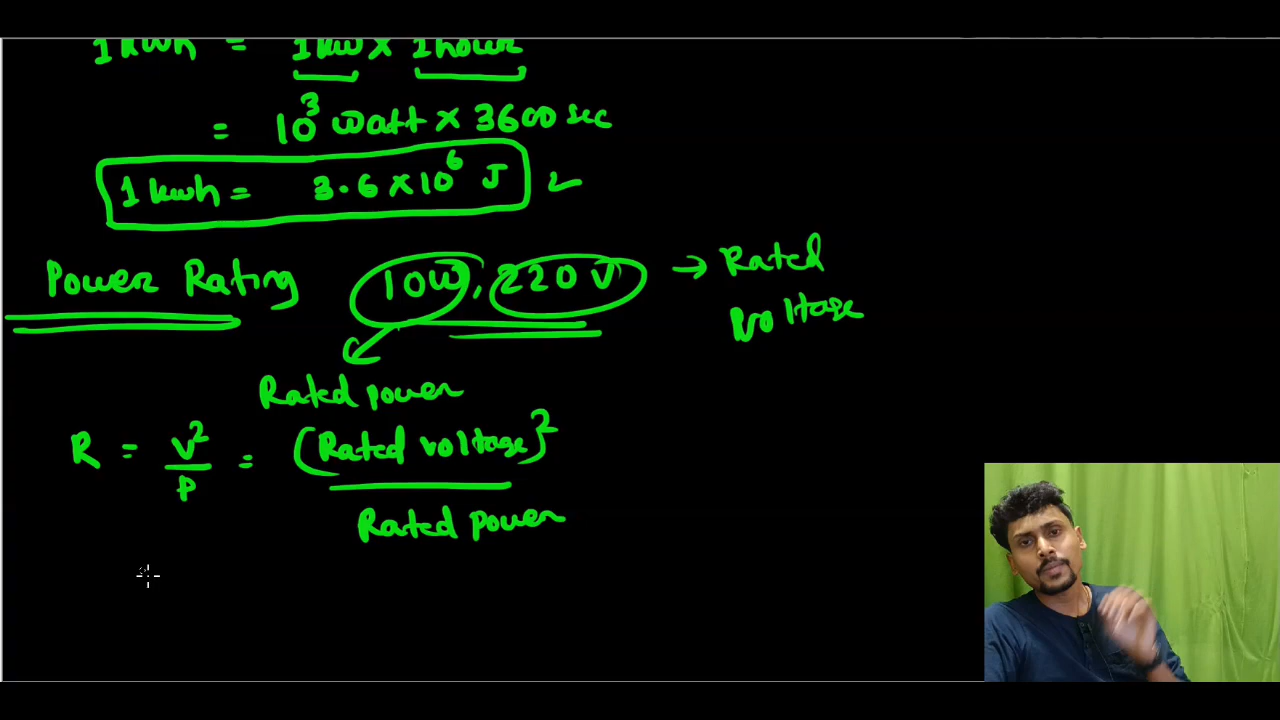 1 kwh = 1kw x 1hour
= 10³ watt x 3600 sec
1 kwh = 3.6 x 10⁶ J
Power Rating 10W, 220 V → Rated
voltage
Rated power
R = V²/P = (Rated voltage)²
Rated power